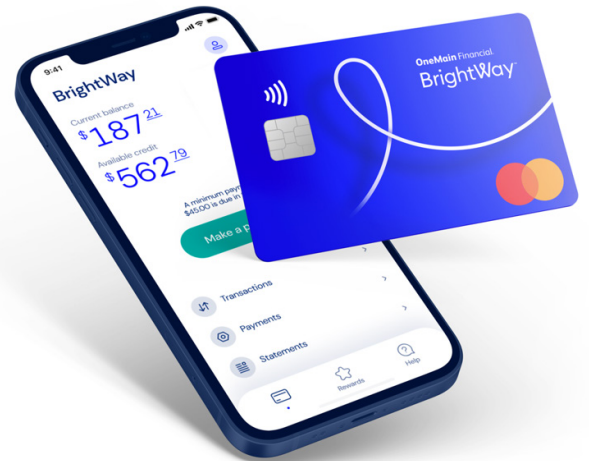 9:41
BrightWay
Current balance
$187 21
Available credit
$562 79
A minimum
$45.00 is due in
Make a
Transactions
Payments
Statements
Rewards
Help
OneMain Financial
BrightWay